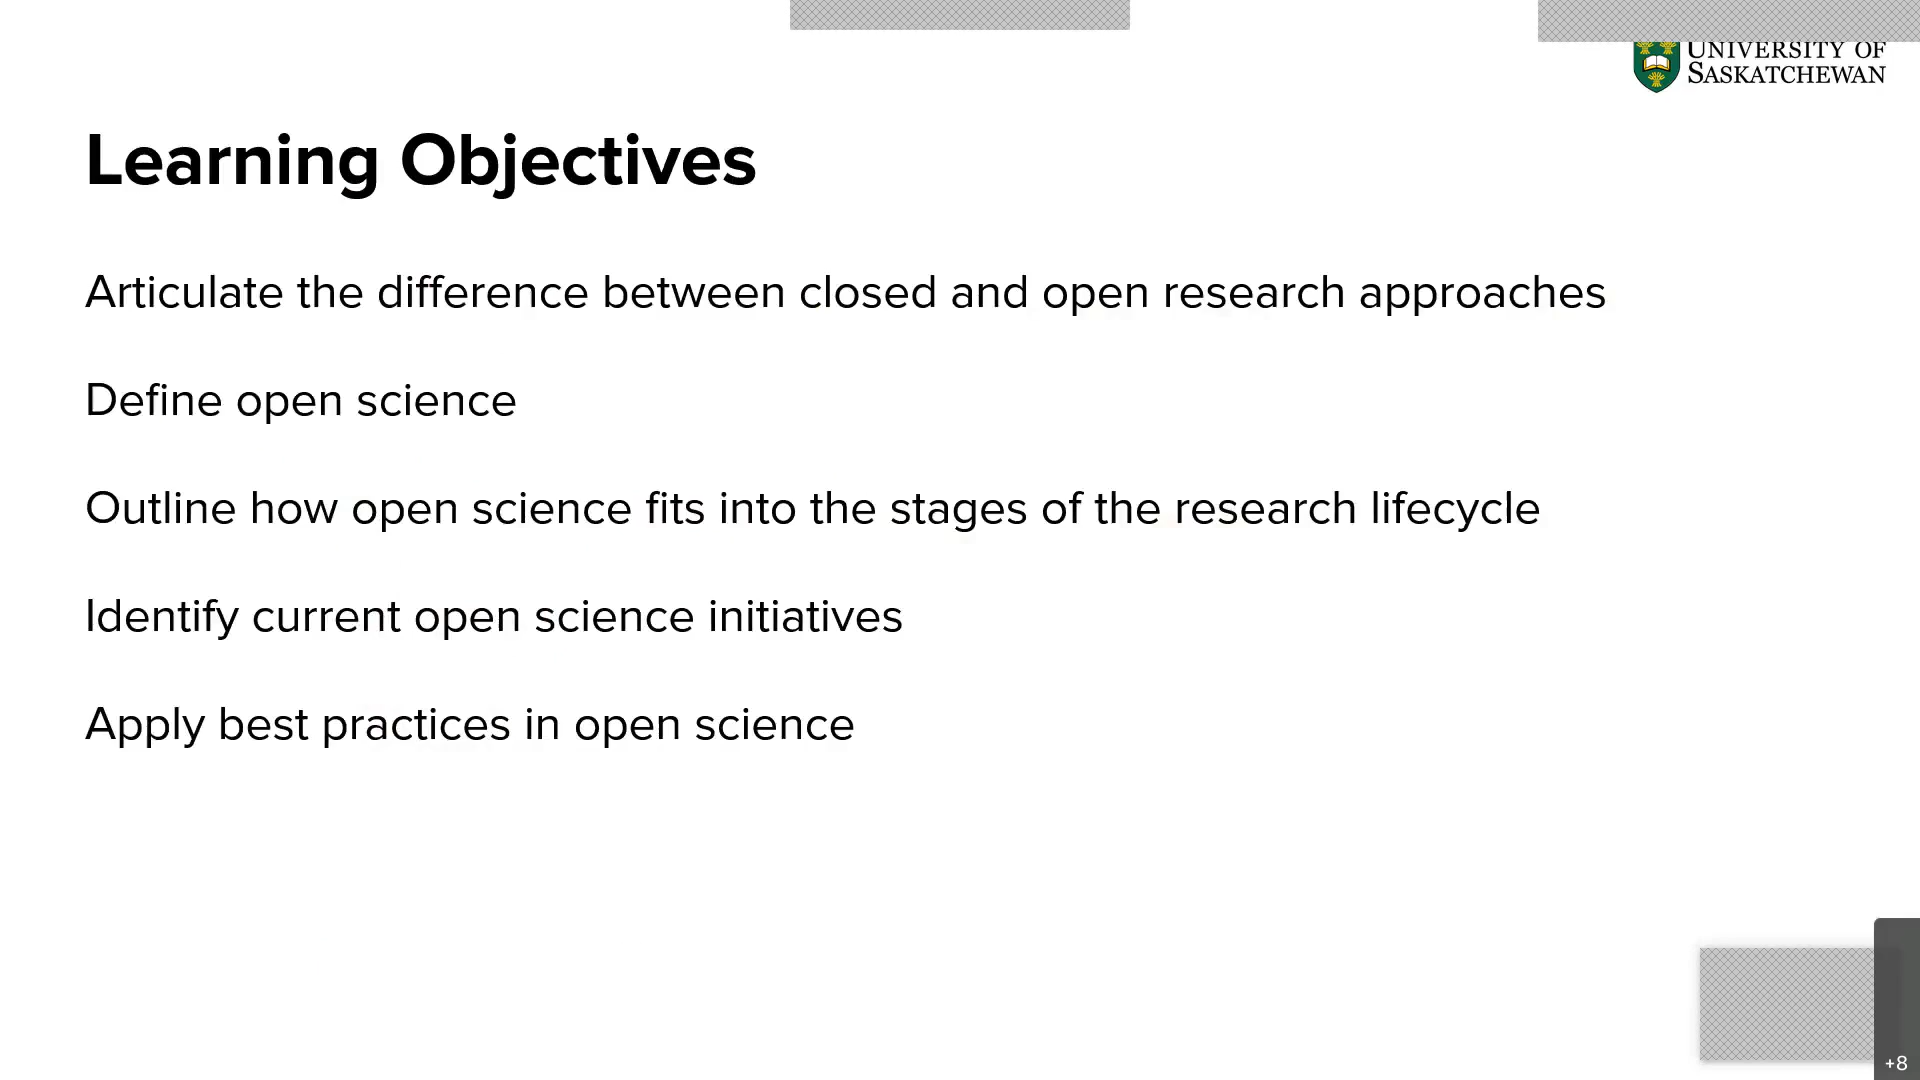 UNIVERSITY OF
SASKATCHEWAN
Learning Objectives
Articulate the difference between closed and open research approaches
Define open science
Outline how open science fits into the stages of the research lifecycle
Identify current open science initiatives
Apply best practices in open science
+8